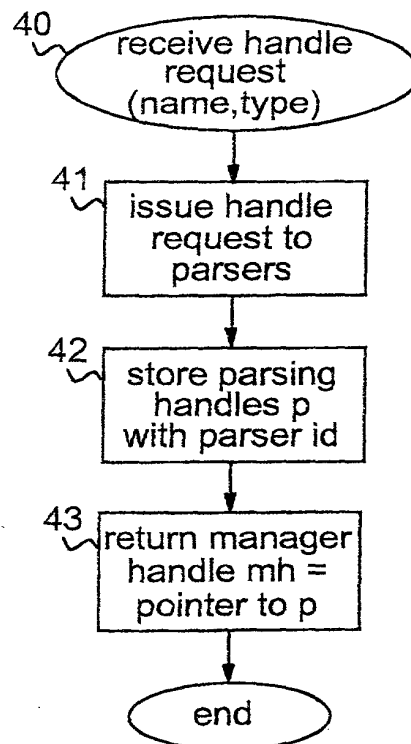 40
receive handle
request
(name,type)
41
issue handle
request to
parsers
42
store parsing
handles p
with parser id
43
return manager
handle mh =
pointer to p
end